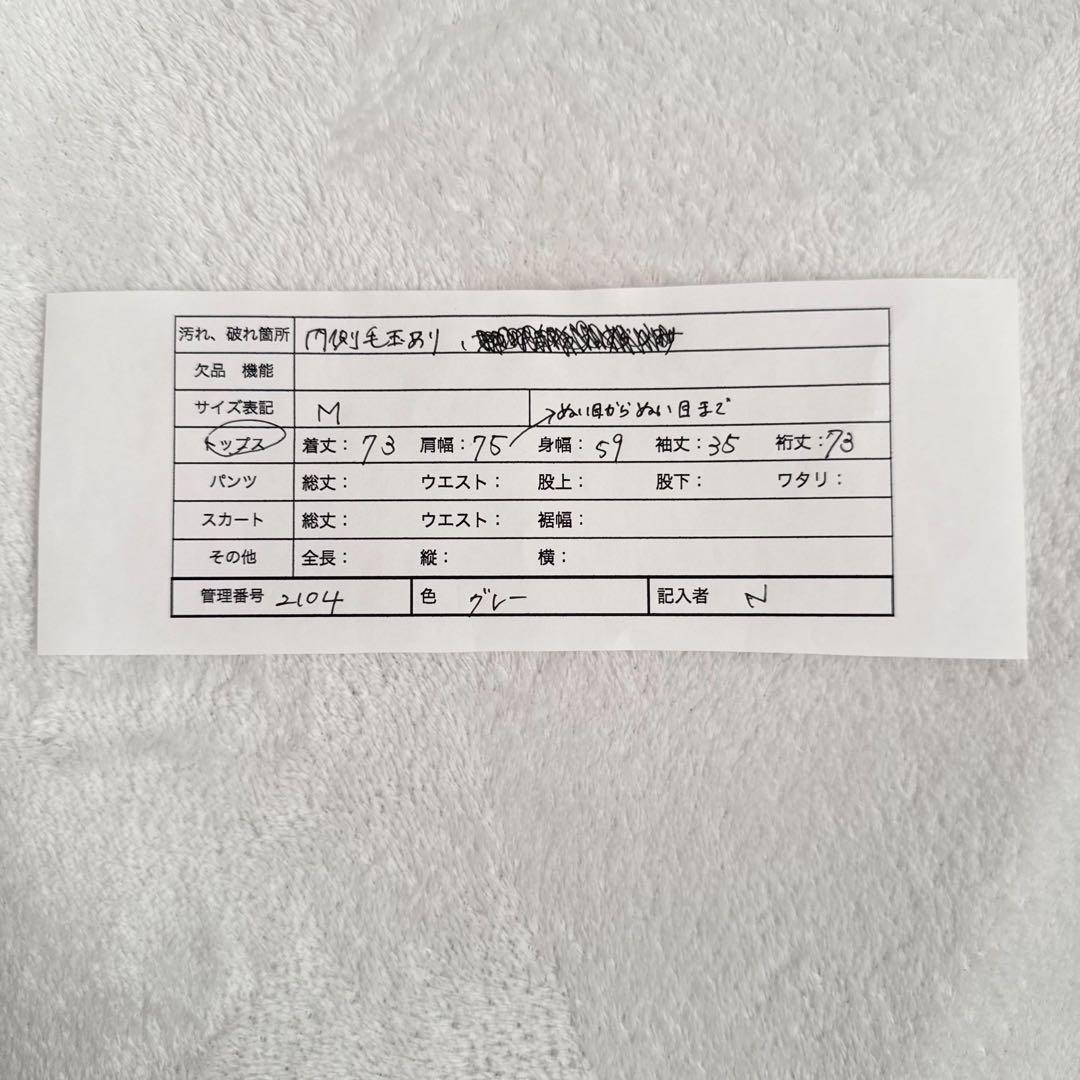 汚れ、破れ箇所 内側毛玉あり、
欠品 機能
サイズ表記 M →ぬい目からぬい目まで
トップス 着丈：73 肩幅：75 身幅：59 袖丈：35 裄丈：73
パンツ 総丈： ウエスト： 股上： 股下： ワタリ：
スカート 総丈： ウエスト： 裾幅：
その他 全長： 縦： 横：
管理番号 2104 色 グレー 記入者 N